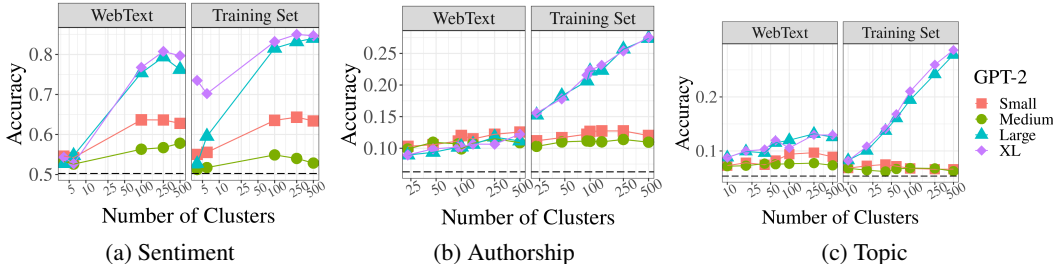 WebText Training Set
Accuracy
0.8
0.7
0.6
0.5
5 10 25 50 100 250 500 5 10 25 50 100 250 500
Number of Clusters
(a) Sentiment
WebText Training Set
Accuracy
0.25
0.20
0.15
0.10
25 50 100 250 500 25 50 100 250 500
Number of Clusters
(b) Authorship
WebText Training Set
Accuracy
0.2
0.1
10 25 50 100 250 500 10 25 50 100 250 500
Number of Clusters
(c) Topic
GPT-2
Small
Medium
Large
XL